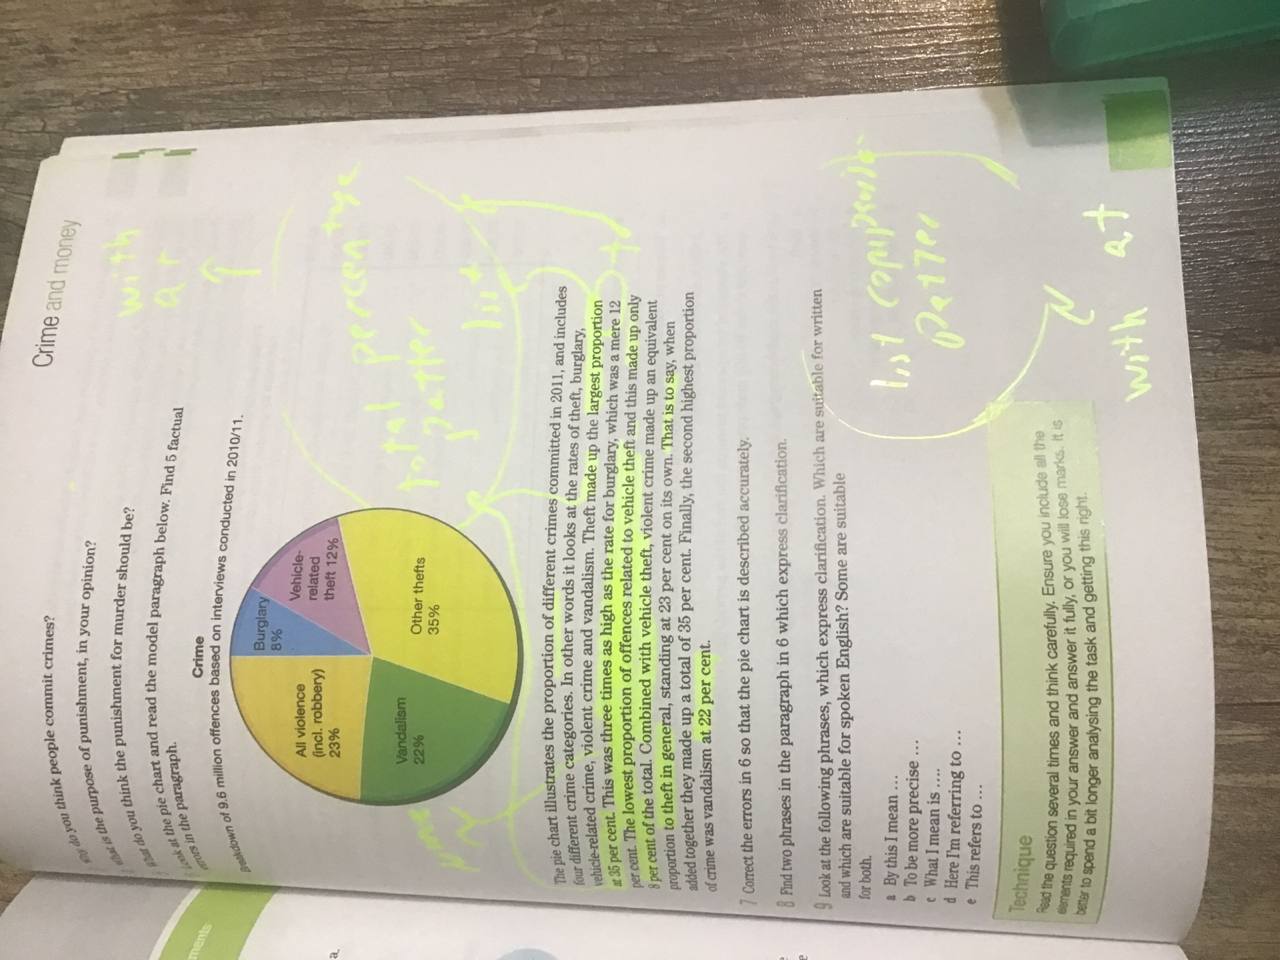 Crime and money
do you think people commit crimes?
What is the purpose of punishment, in your opinion?
What do you think the punishment for murder should be?
Look at the pie chart and read the model paragraph below. Find 5 factual
errors in the paragraph.
Crime
Breakdown of 9.6 million offences based on interviews conducted in 2010/11.
Burglary
8%
Vehicle-
related
theft 12%
All violence
(incl. robbery)
23%
Vandalism
22%
Other thefts
35%
with
at
total percentage
patter
list
The pie chart illustrates the proportion of different crimes committed in 2011, and includes
four different crime categories. In other words it looks at the rates of theft, burglary,
vehicle-related crime, violent crime and vandalism. Theft made up the largest proportion
at 35 per cent. This was three times as high as the rate for burglary, which was a mere 12
per cent. The lowest proportion of offences related to vehicle theft and this made up only
8 per cent of the total. Combined with vehicle theft, violent crime made up an equivalent
proportion to theft in general, standing at 23 per cent on its own. That is to say, when
added together they made up a total of 35 per cent. Finally, the second highest proportion
of crime was vandalism at 22 per cent.
7 Correct the errors in 6 so that the pie chart is described accurately.
8 Find two phrases in the paragraph in 6 which express clarification.
9 Look at the following phrases, which express clarification. Which are suitable for written
and which are suitable for spoken English? Some are suitable
for both.
a By this I mean ...
b To be more precise ...
c What I mean is .....
d Here I'm referring to ...
e This refers to ...
list
patter
with at
Technique
Read the question several times and think carefully. Ensure you include all the
elements required in your answer and answer it fully, or you will lose marks. It is
better to spend a bit longer analysing the task and getting this right.
ments